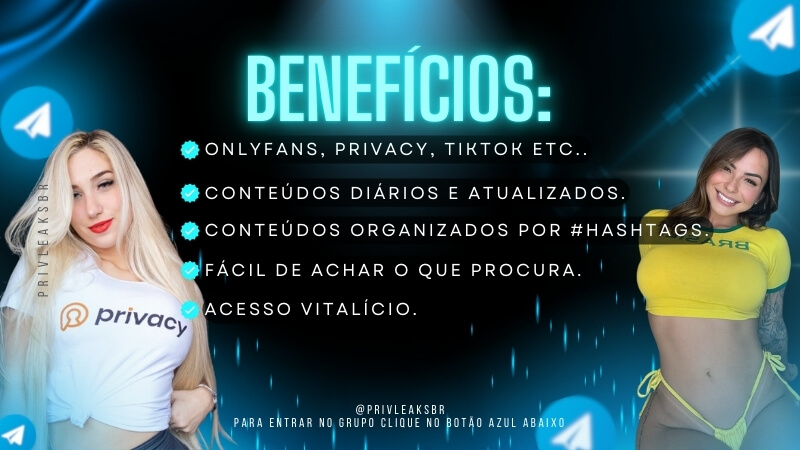 BENEFÍCIOS:
ONLYFANS, PRIVACY, TIKTOK ETC..
CONTEÚDOS DIÁRIOS E ATUALIZADOS.
CONTEÚDOS ORGANIZADOS POR #HASHTAGS.
FÁCIL DE ACHAR O QUE PROCURA.
ACESSO VITALÍCIO.
PRIVLEAKSBR
privacy
BRASIL
@PRIVLEAKSBR
PARA ENTRAR NO GRUPO CLIQUE NO BOTÃO AZUL ABAIXO